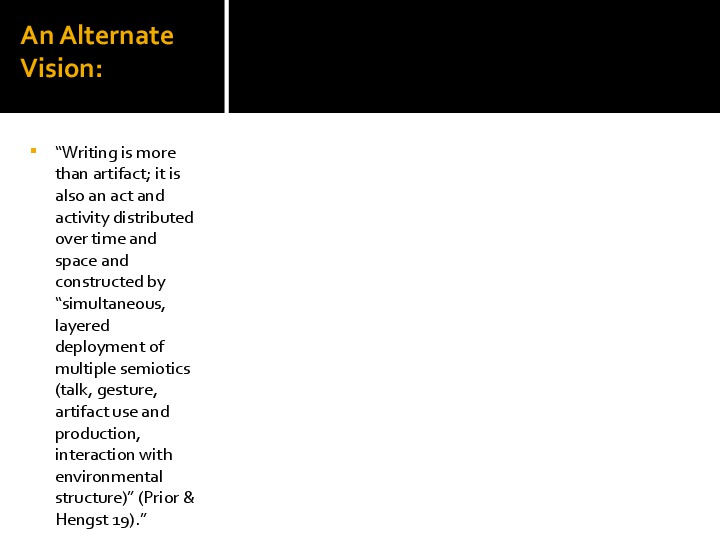 An Alternate
Vision:
“Writing is more
than artifact; it is
also an act and
activity distributed
over time and
space and
constructed by
“simultaneous,
layered
deployment of
multiple semiotics
(talk, gesture,
artifact use and
production,
interaction with
environmental
structure)” (Prior &
Hengst 19).”